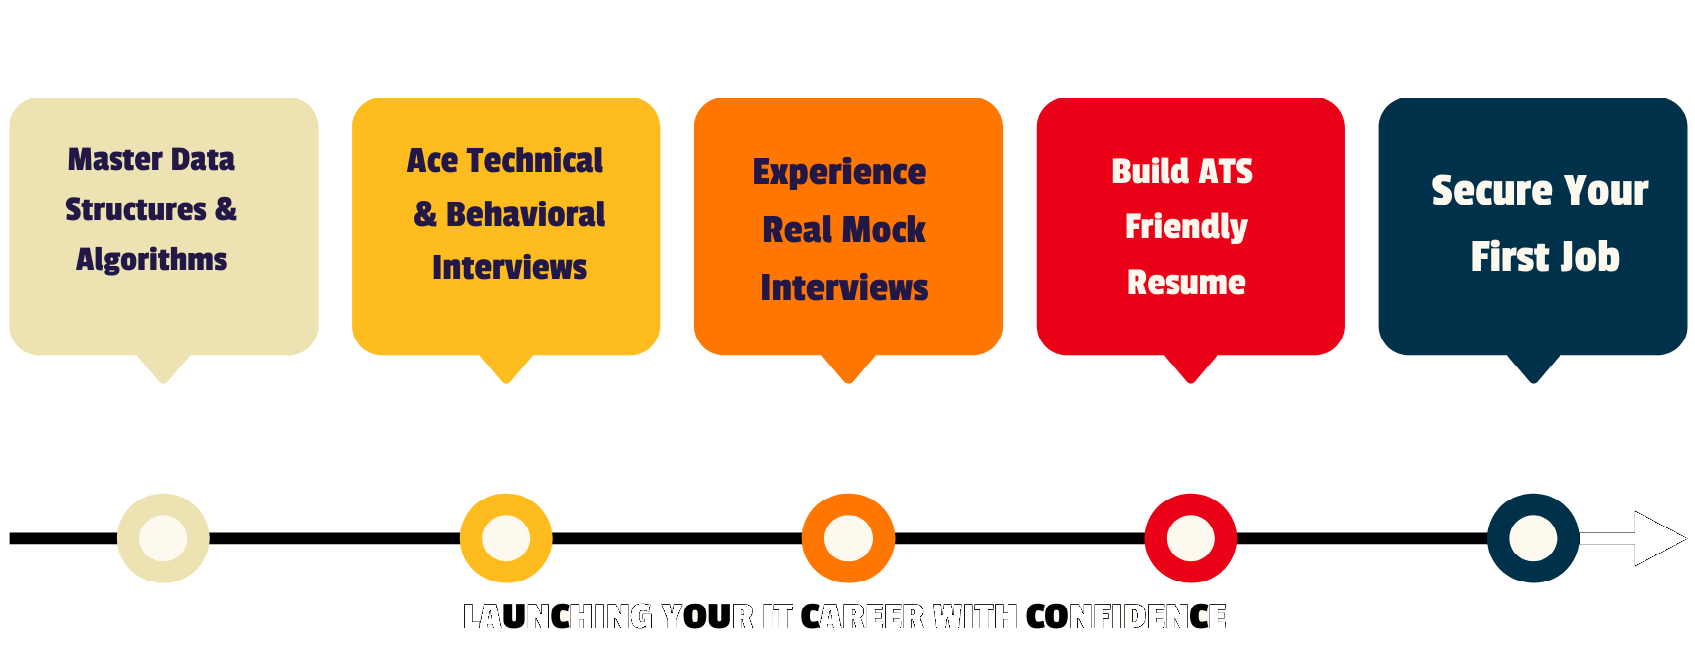 Master Data
Structures &
Algorithms
Ace Technical
& Behavioral
Interviews
Experience
Real Mock
Interviews
Build ATS
Friendly
Resume
Secure Your
First Job
LAUNCHING YOUR IT CAREER WITH CONFIDENCE